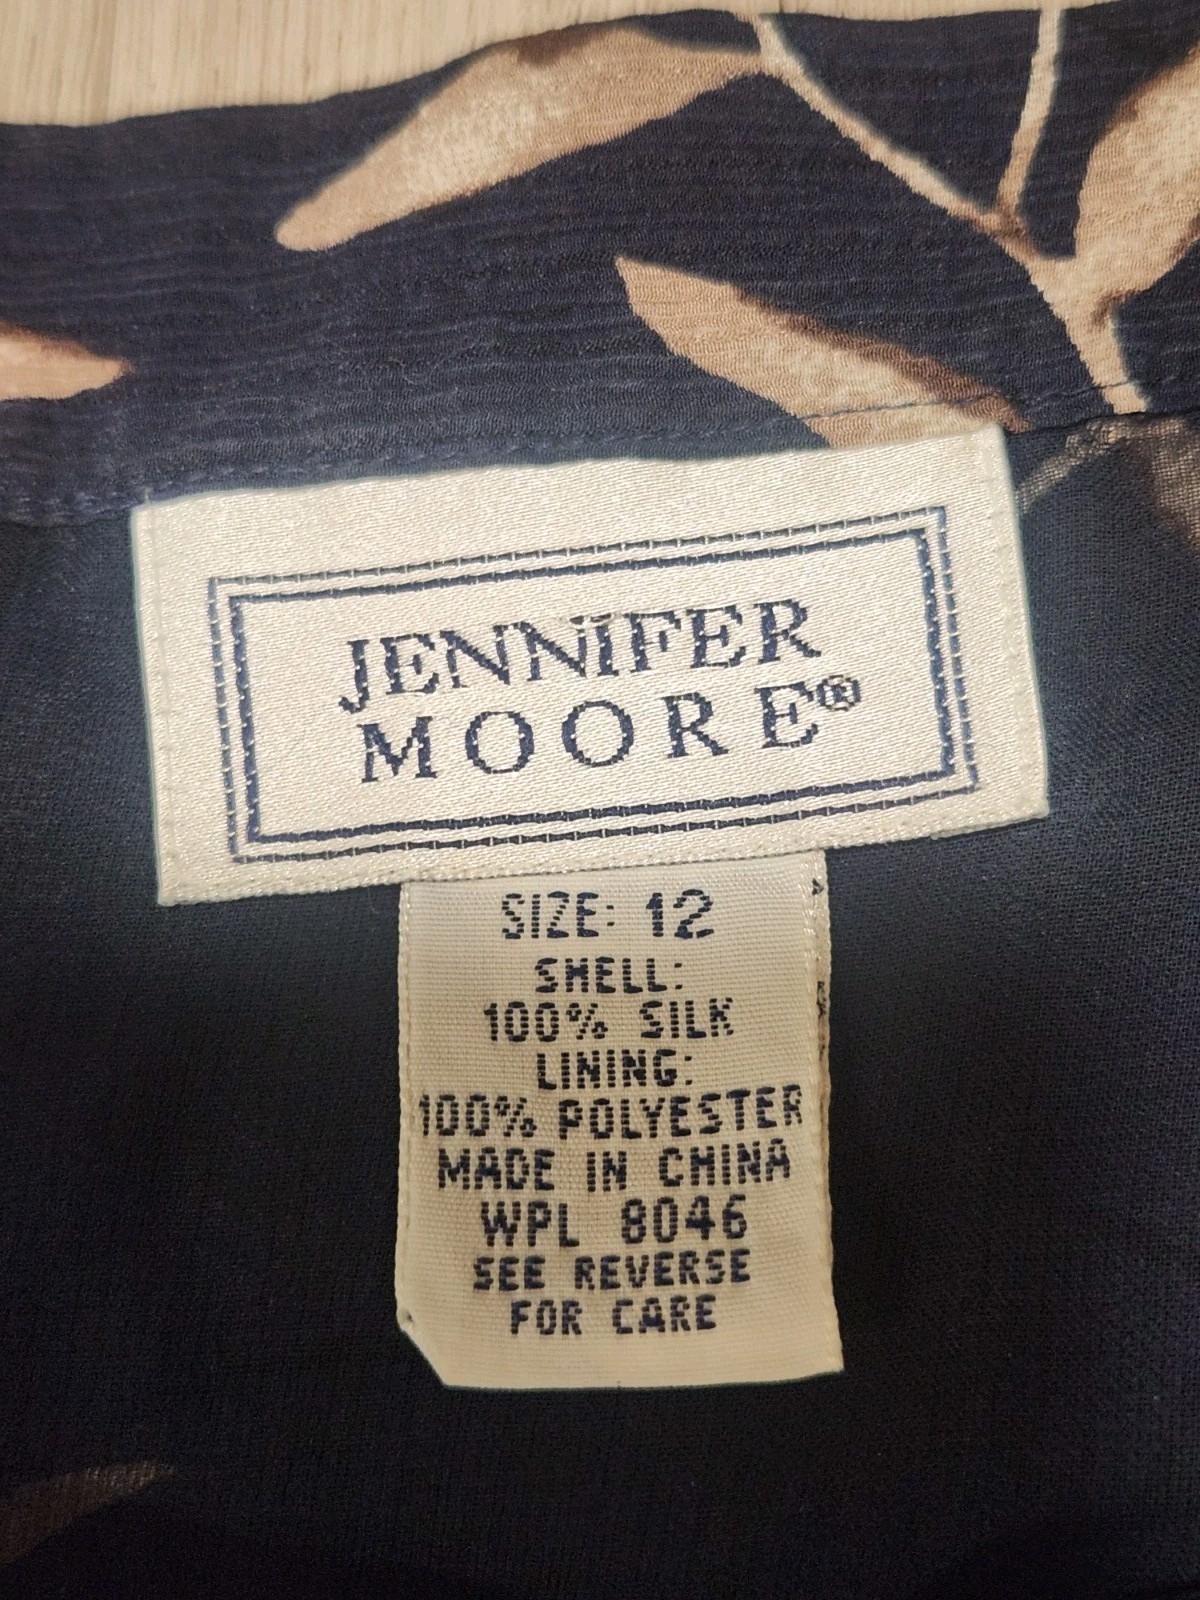 JENNIFER
MOORE®
SIZE: 12
SHELL:
100% SILK
LINING:
100% POLYESTER
MADE IN CHINA
WPL 8046
SEE REVERSE
FOR CARE